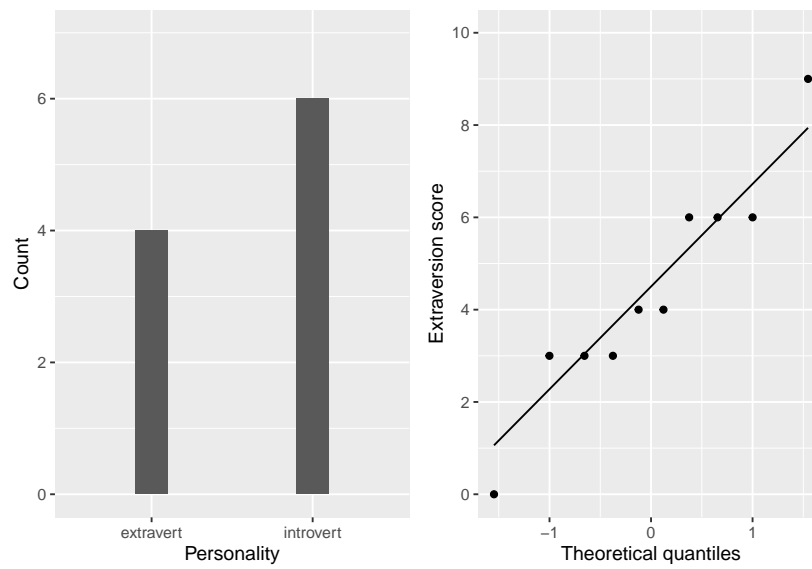 Count
6
4
2
0
extravert
introvert
Personality
Extraversion score
10
8
6
4
2
0
−1
0
1
Theoretical quantiles